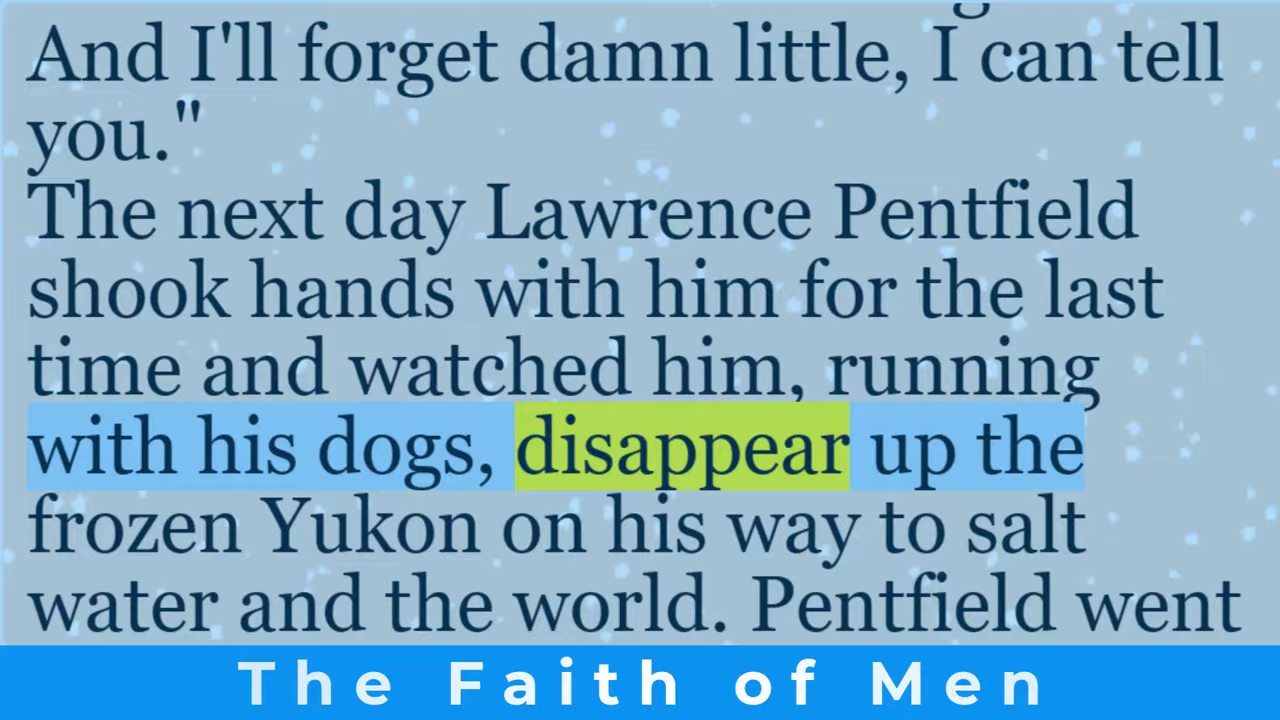 And I'll forget damn little, I can tell
you."
The next day Lawrence Pentfield
shook hands with him for the last
time and watched him, running
with his dogs, disappear up the
frozen Yukon on his way to salt
water and the world. Pentfield went
The Faith of Men